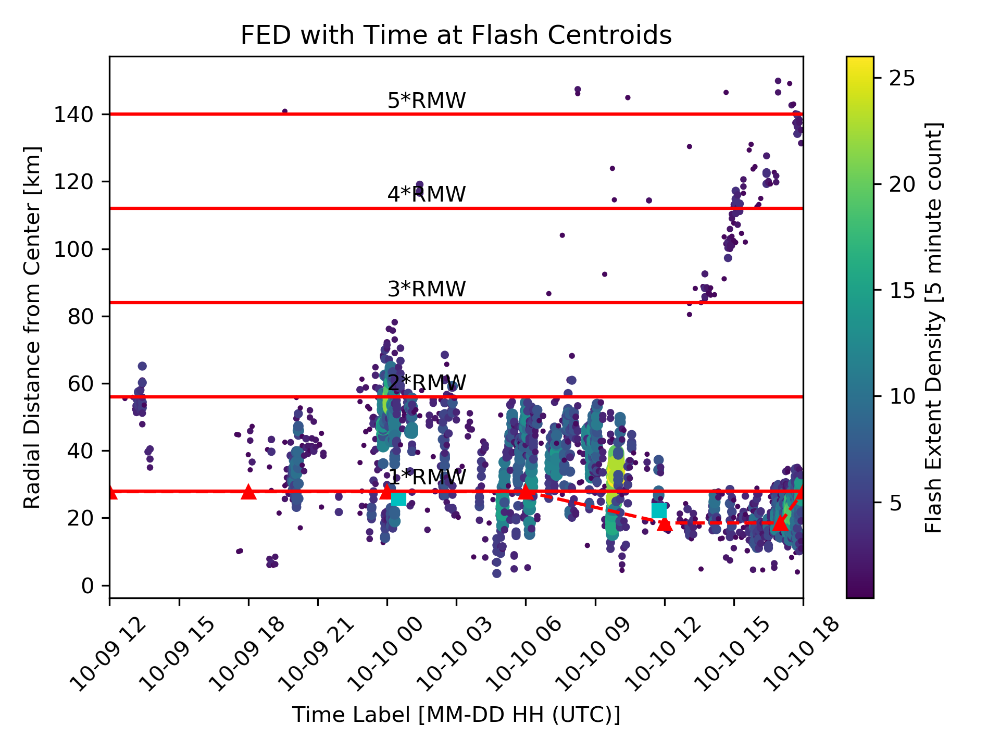 FED with Time at Flash Centroids
Radial Distance from Center [km]
140
120
100
80
60
40
20
0
5*RMW
4*RMW
3*RMW
2*RMW
1*RMW
10-09 12
10-09 15
10-09 18
10-09 21
10-10 00
10-10 03
10-10 06
10-10 09
10-10 12
10-10 15
10-10 18
Time Label [MM-DD HH (UTC)]
25
20
15
10
5
Flash Extent Density [5 minute count]